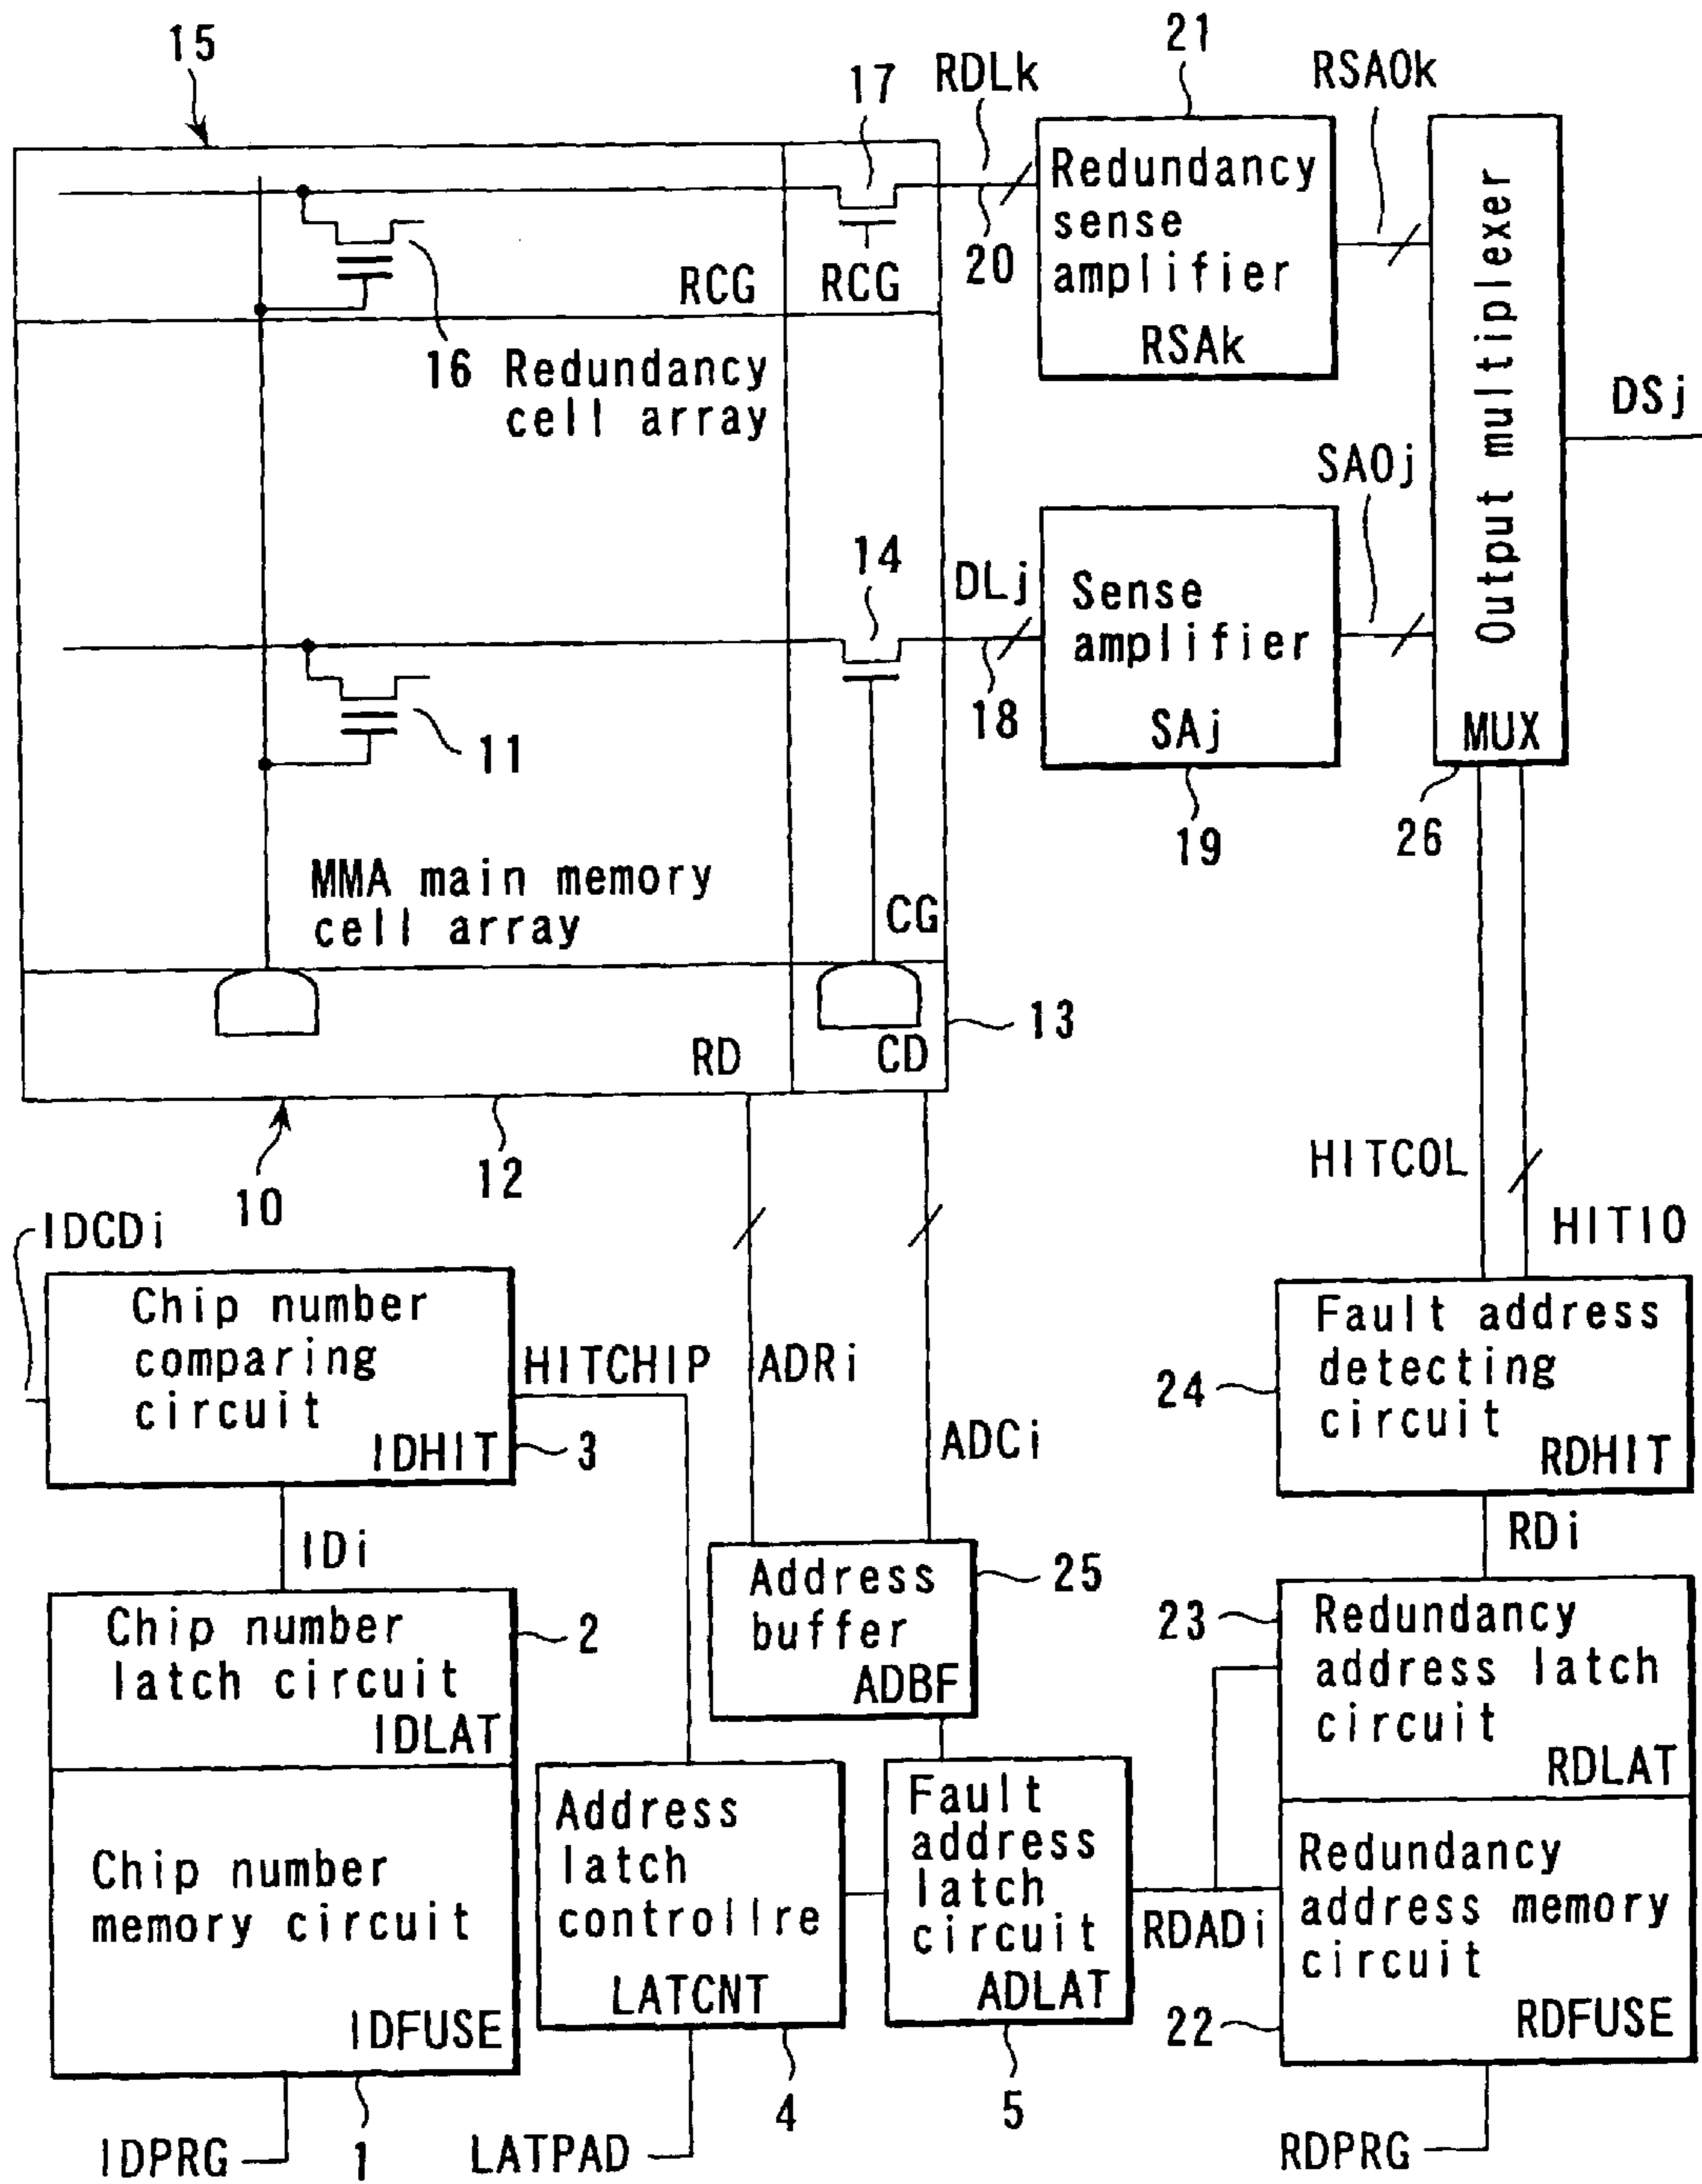 15
17
RDLk
21
RSAOk
Redundancy
sense
amplifier
RSAk
20
RCG
RCG
16 Redundancy
cell array
Output multiplexer
MUX
DSj
SAOj
14
DLj
Sense
amplifier
SAj
18
19
26
11
MMA main memory
cell array
CG
RD
CD
13
10
12
HITCOL
HITIO
IDCDi
Chip number
comparing
circuit
IDHIT
3
HITCHIP
ADRi
ADCi
Fault address
detecting
circuit
RDHIT
24
IDi
RDi
Chip number
latch circuit
IDLAT
2
Address
buffer
ADBF
25
23
Redundancy
address latch
circuit
RDLAT
Chip number
memory circuit
IDFUSE
1
Address
latch
controllre
LATCNT
4
Fault
address
latch
circuit
ADLAT
5
RDADi
Redundancy
address memory
circuit
RDFUSE
22
IDPRG
LATPAD
RDPRG